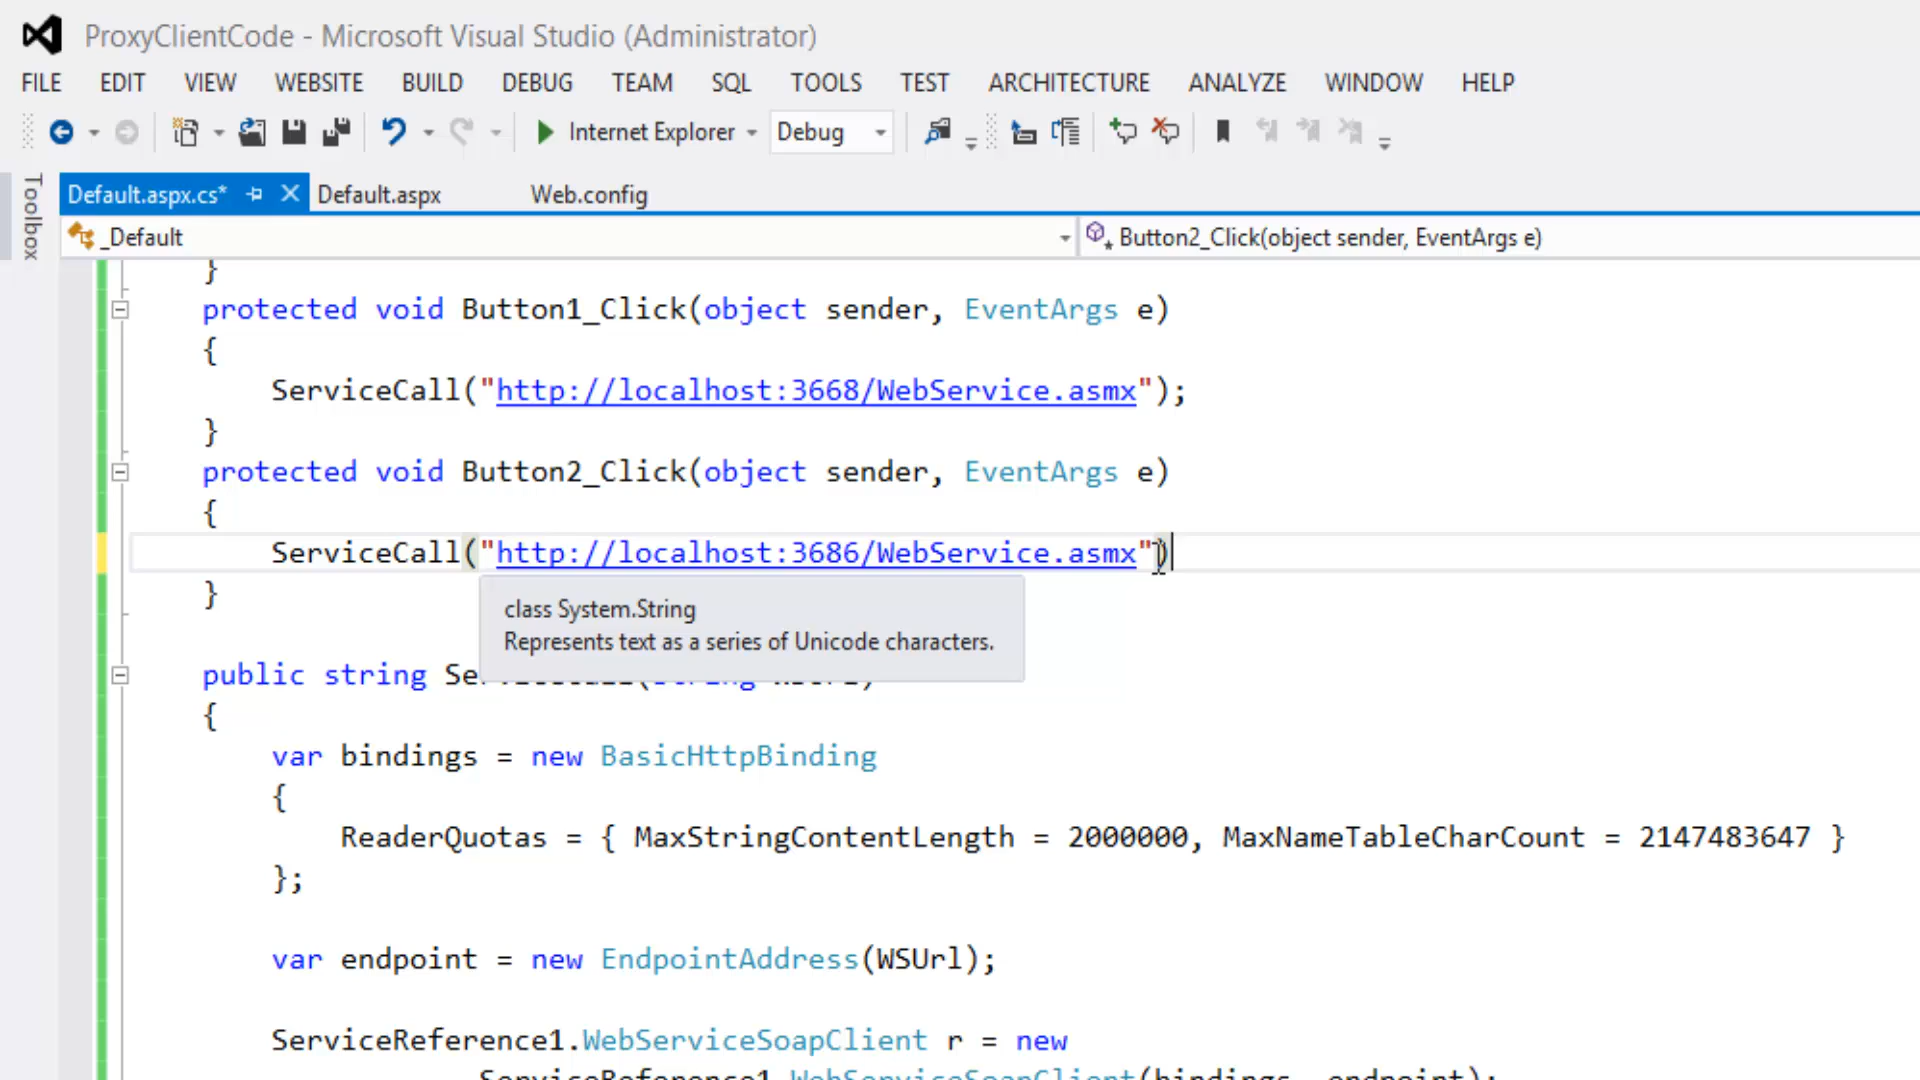 ProxyClientCode - Microsoft Visual Studio (Administrator)
FILE EDIT VIEW WEBSITE BUILD DEBUG TEAM SQL TOOLS TEST ARCHITECTURE ANALYZE WINDOW HELP
Internet Explorer Debug
Toolbox
Default.aspx.cs* Default.aspx Web.config
_Default Button2_Click(object sender, EventArgs e)
}
protected void Button1_Click(object sender, EventArgs e)
{
ServiceCall("http://localhost:3668/WebService.asmx");
}
protected void Button2_Click(object sender, EventArgs e)
{
ServiceCall("http://localhost:3686/WebService.asmx")
}
class System.String
Represents text as a series of Unicode characters.
public string
{
var bindings = new BasicHttpBinding
{
ReaderQuotas = { MaxStringContentLength = 2000000, MaxNameTableCharCount = 2147483647 }
};
var endpoint = new EndpointAddress(WSUrl);
ServiceReference1.WebServiceSoapClient r = new
ServiceReference1.WebServiceSoapClient(bindings, endpoint);